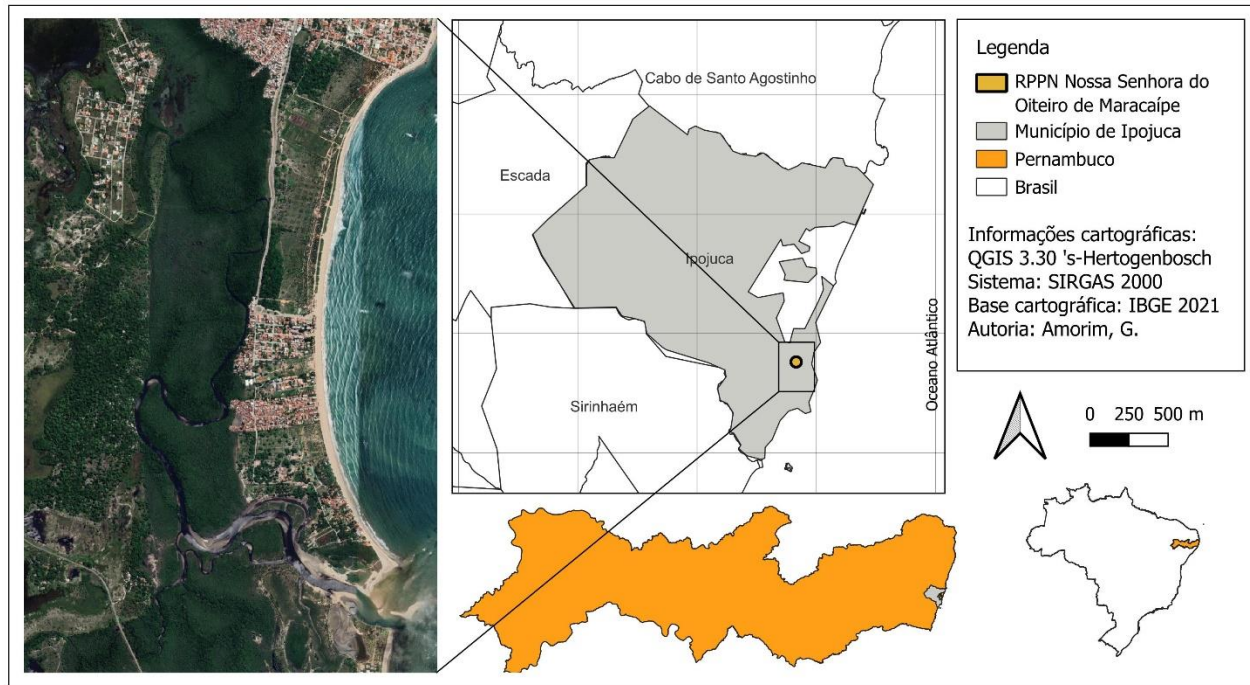 Cabo de Santo Agostinho
Escada
Ipojuca
Sirinhaém
Oceano Atlântico
Legenda
RPPN Nossa Senhora do
Oiteiro de Maracaípe
Município de Ipojuca
Pernambuco
Brasil
Informações cartográficas:
QGIS 3.30 's-Hertogenbosch
Sistema: SIRGAS 2000
Base cartográfica: IBGE 2021
Autoria: Amorim, G.
0 250 500 m